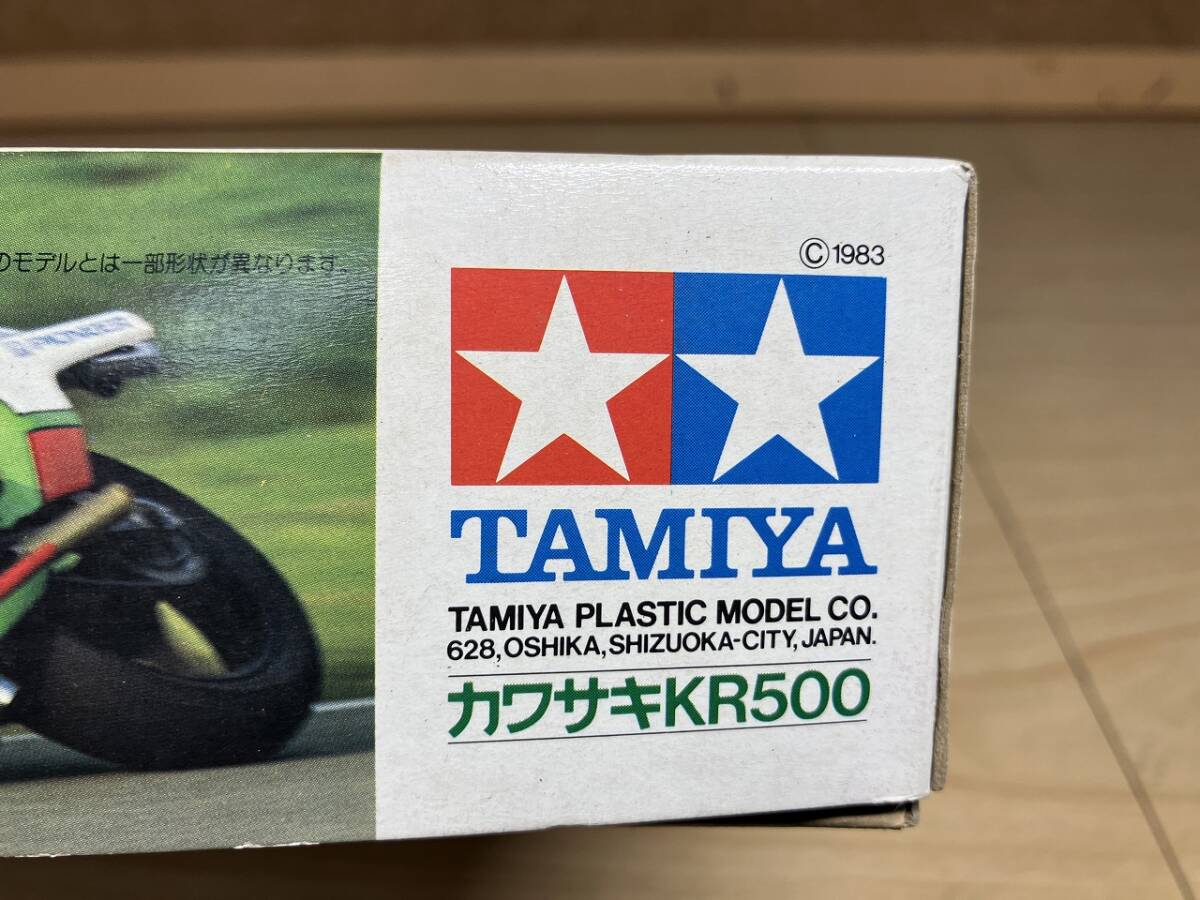 のモデルとは一部形状が異なります。
PIONEER
©1983
TAMIYA
TAMIYA PLASTIC MODEL CO.
628, OSHIKA, SHIZUOKA-CITY, JAPAN.
カワサキKR500